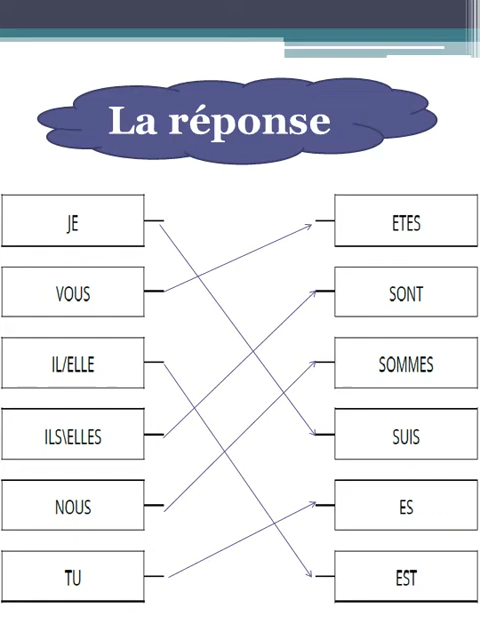 La réponse
JE
ETES
VOUS
SONT
IL/ELLE
SOMMES
ILS\ELLES
SUIS
NOUS
ES
TU
EST